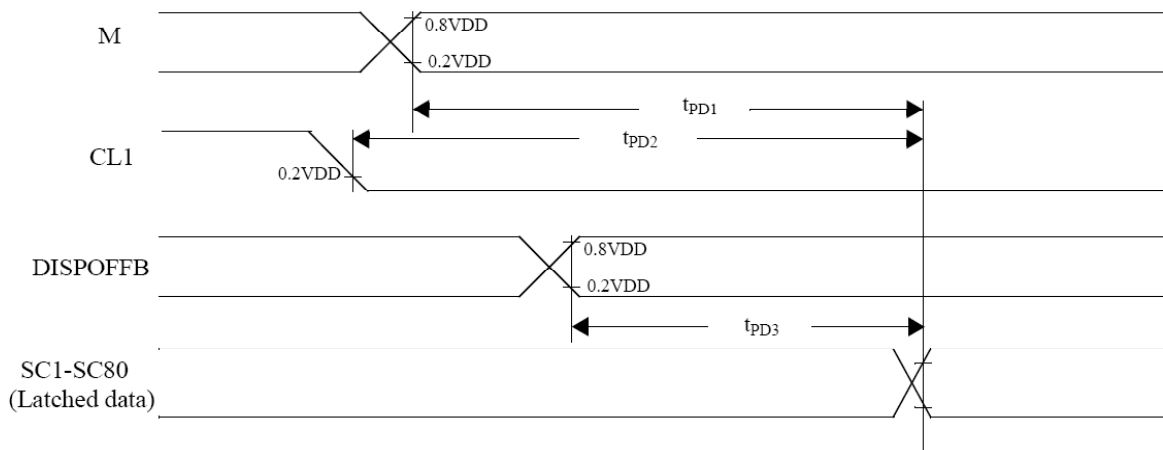 M
0.8VDD
0.2VDD
tPD1
CL1
0.2VDD
tPD2
DISPOFFB
0.8VDD
0.2VDD
tPD3
SC1-SC80
(Latched data)